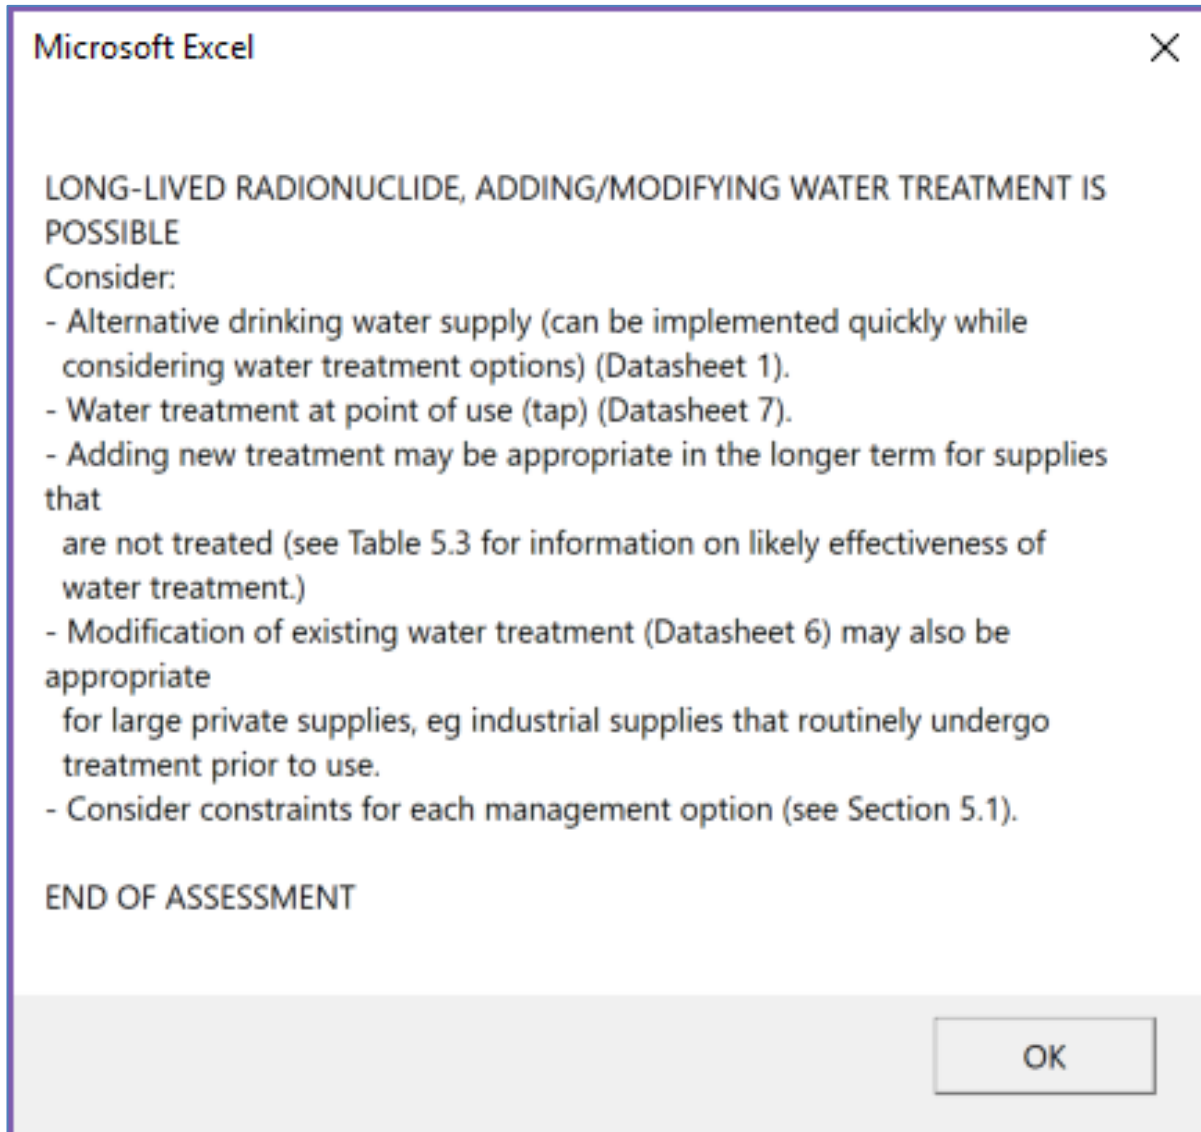 Microsoft Excel
LONG-LIVED RADIONUCLIDE, ADDING/MODIFYING WATER TREATMENT IS
POSSIBLE
Consider:
- Alternative drinking water supply (can be implemented quickly while
considering water treatment options) (Datasheet 1).
- Water treatment at point of use (tap) (Datasheet 7).
- Adding new treatment may be appropriate in the longer term for supplies
that
are not treated (see Table 5.3 for information on likely effectiveness of
water treatment.)
- Modification of existing water treatment (Datasheet 6) may also be
appropriate
for large private supplies, eg industrial supplies that routinely undergo
treatment prior to use.
- Consider constraints for each management option (see Section 5.1).
END OF ASSESSMENT
OK